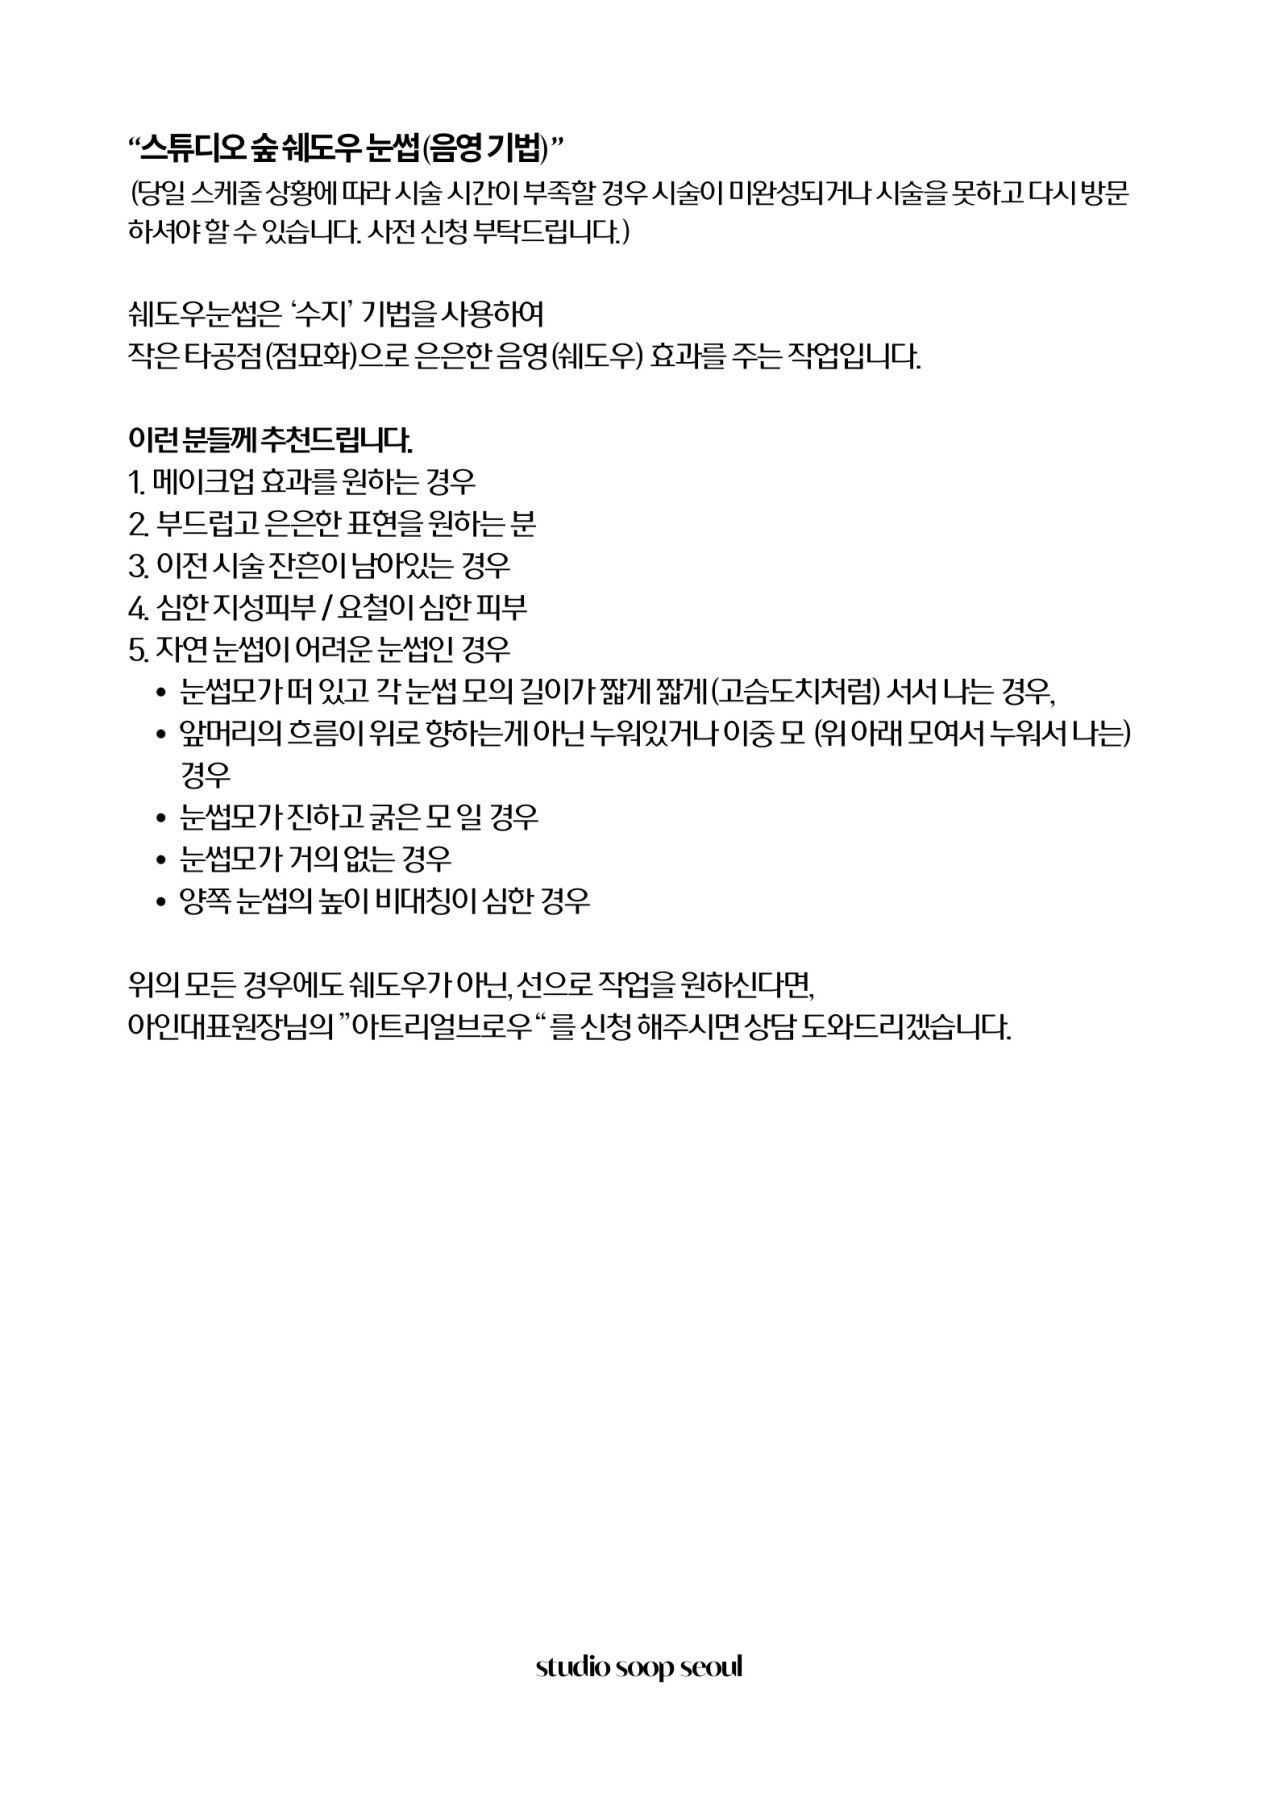 “스튜디오 숲 쉐도우 눈썹(음영 기법)”
(당일 스케줄 상황에 따라 시술 시간이 부족할 경우 시술이 미완성되거나 시술을 못하고 다시 방문
하셔야 할 수 있습니다. 사전 신청 부탁드립니다.)
쉐도우눈썹은 ‘수지’ 기법을 사용하여
작은 타공점(점묘화)으로 은은한 음영(쉐도우) 효과를 주는 작업입니다.
이런 분들께 추천드립니다.
1. 메이크업 효과를 원하는 경우
2. 부드럽고 은은한 표현을 원하는 분
3. 이전 시술 잔흔이 남아있는 경우
4. 심한 지성피부 / 요철이 심한 피부
5. 자연 눈썹이 어려운 눈썹인 경우
• 눈썹모가 떠 있고 각 눈썹 모의 길이가 짧게 짧게(고슴도치처럼) 서서 나는 경우,
• 앞머리의 흐름이 위로 향하는게 아닌 누워있거나 이중 모 (위 아래 모여서 누워서 나는)
경우
• 눈썹모가 진하고 굵은 모 일 경우
• 눈썹모가 거의 없는 경우
• 양쪽 눈썹의 높이 비대칭이 심한 경우
위의 모든 경우에도 쉐도우가 아닌, 선으로 작업을 원하신다면,
아인대표원장님의 ”아트리얼브로우“ 를 신청 해주시면 상담 도와드리겠습니다.
studio soop seoul